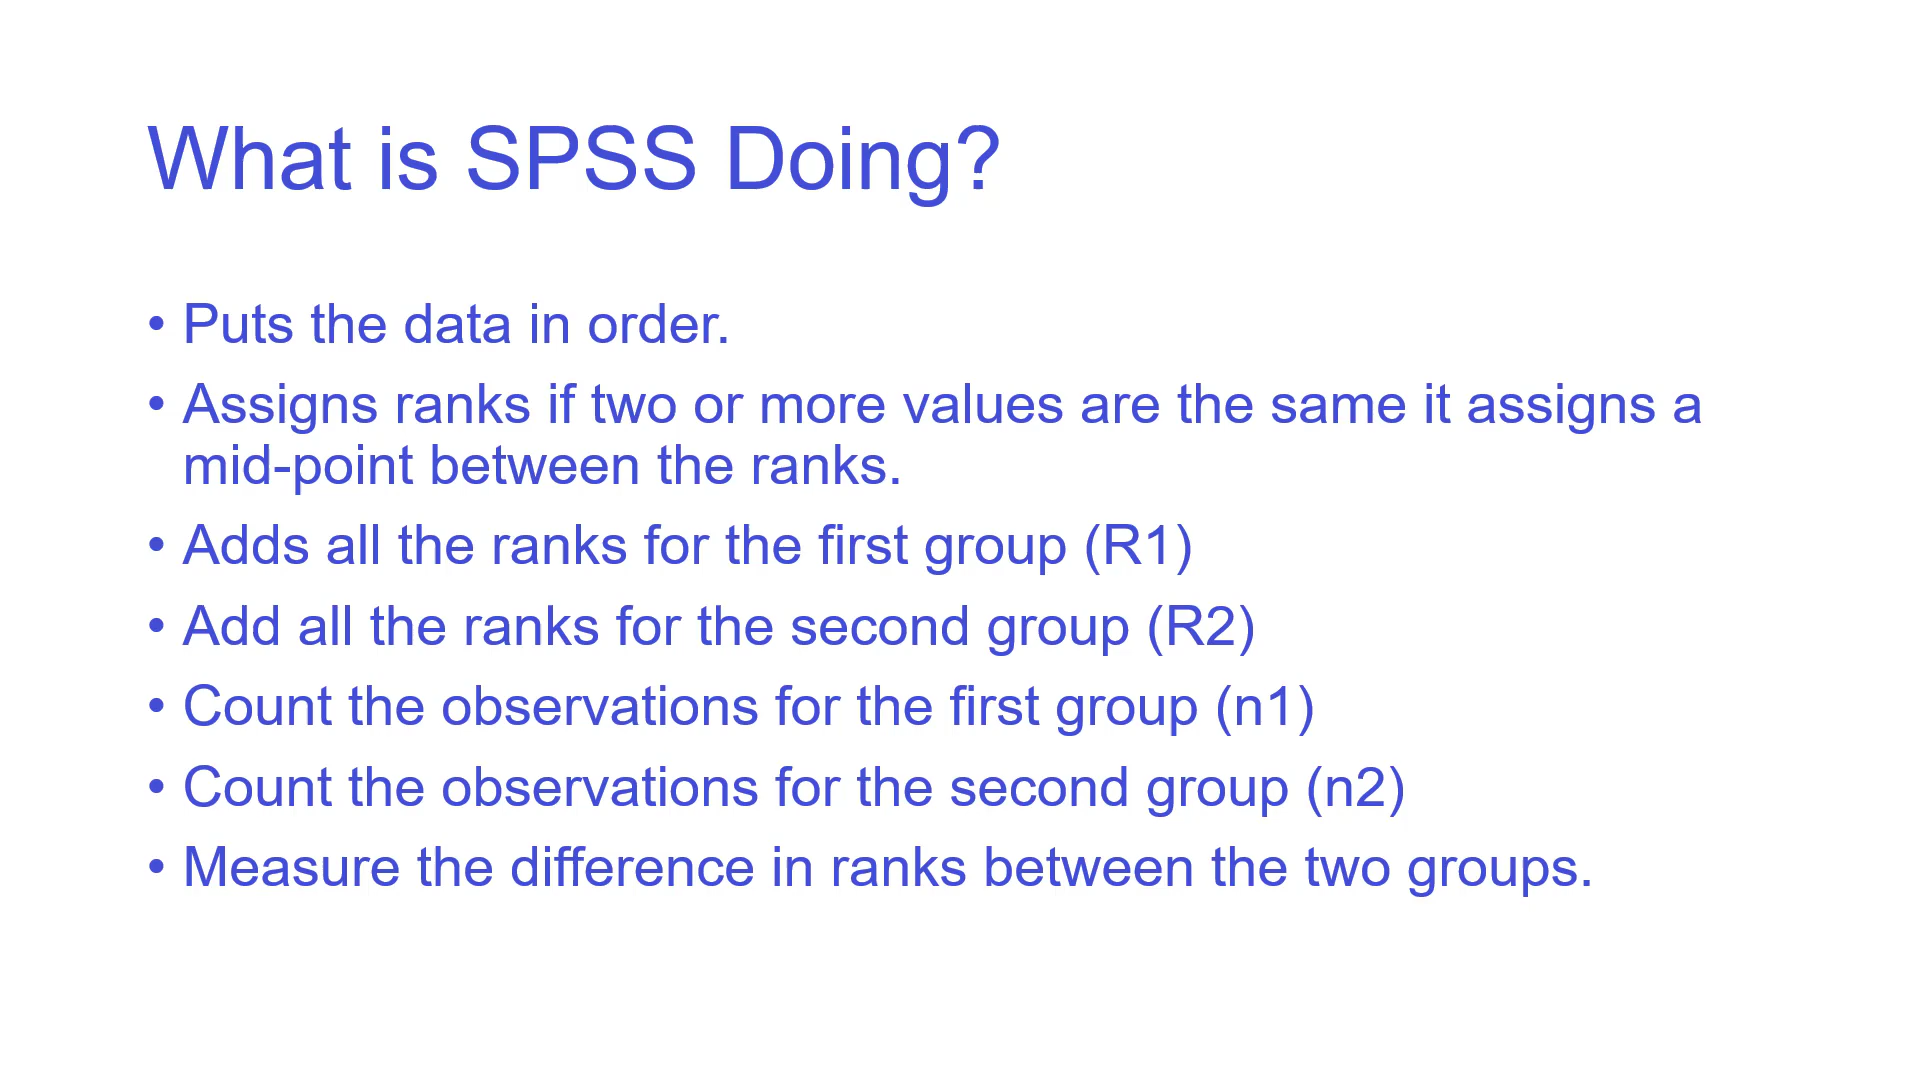 What is SPSS Doing?
• Puts the data in order.
• Assigns ranks if two or more values are the same it assigns a
mid-point between the ranks.
• Adds all the ranks for the first group (R1)
• Add all the ranks for the second group (R2)
• Count the observations for the first group (n1)
• Count the observations for the second group (n2)
• Measure the difference in ranks between the two groups.